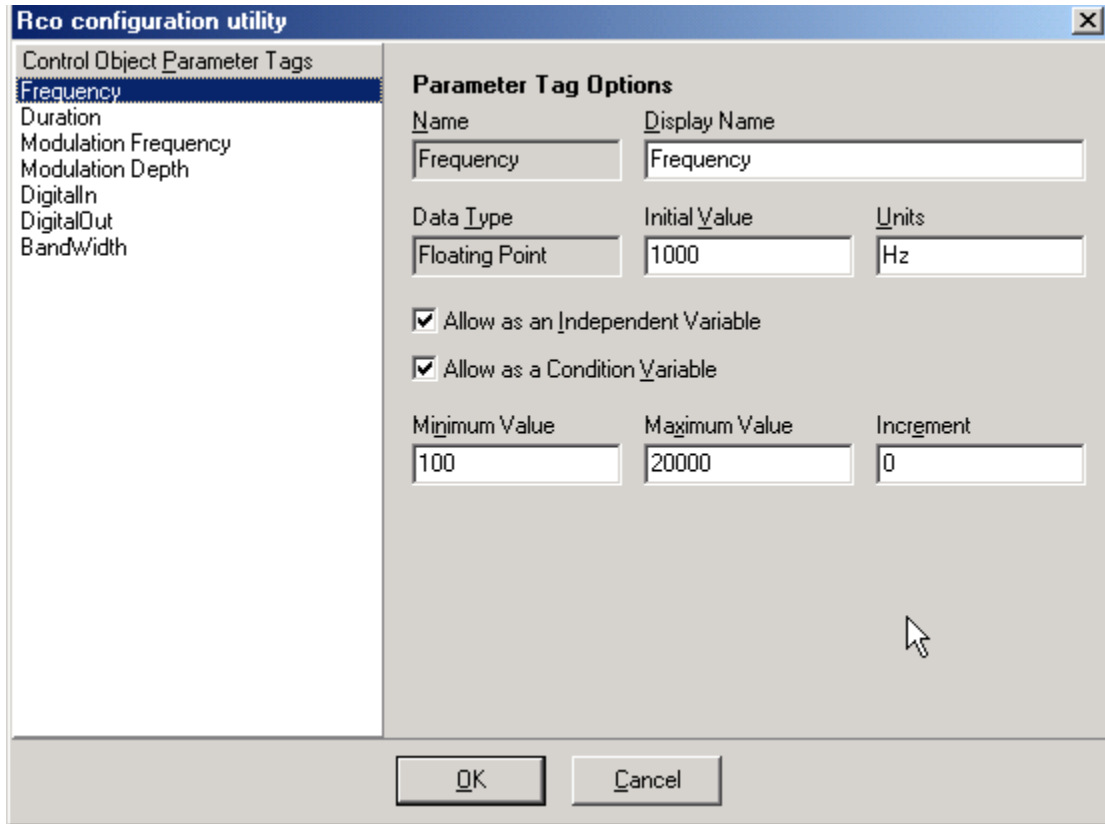 Rco configuration utility
Control Object Parameter Tags
Frequency
Duration
Modulation Frequency
Modulation Depth
DigitalIn
DigitalOut
BandWidth
Parameter Tag Options
Name
Display Name
Frequency
Frequency
Data Type
Initial Value
Units
Floating Point
1000
Hz
Allow as an Independent Variable
Allow as a Condition Variable
Minimum Value
Maximum Value
Increment
100
20000
0
OK
Cancel